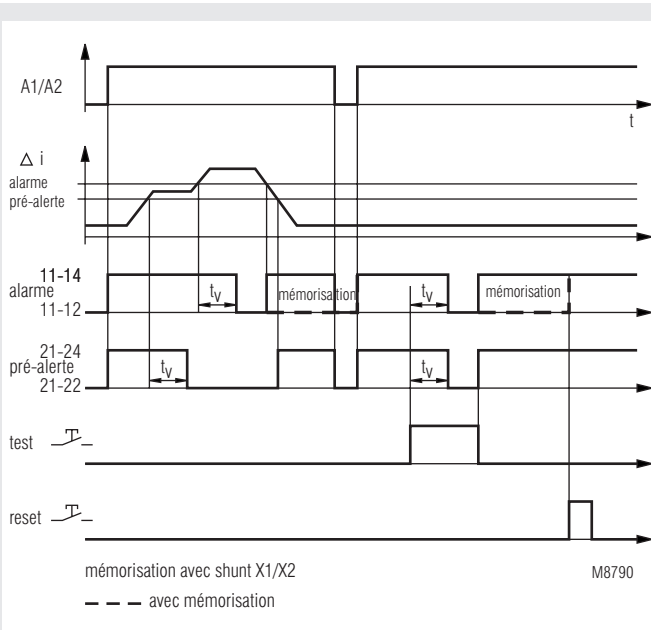 A1/A2
t
Δ i
alarme
pré-alerte
11-14
alarme
11-12
tv
mémorisation
tv
mémorisation
21-24
pré-alerte
21-22
tv
tv
test
reset
mémorisation avec shunt X1/X2
M8790
avec mémorisation